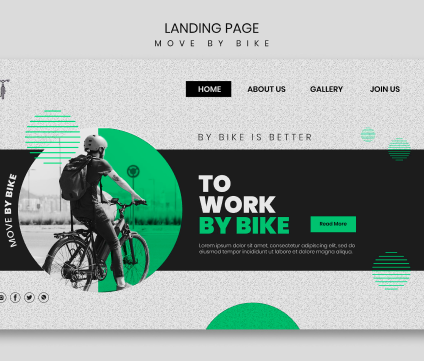 LANDING PAGE
MOVE BY BIKE
HOME ABOUT US GALLERY JOIN US
BY BIKE IS BETTER
MOVE BY BIKE
TO
WORK
BY BIKE
Read More
Lorem ipsum dolor sit amet, consectetur adipiscing elit, sed do
eiusmod tempor incididunt ut labore et dolore magna aliqua.